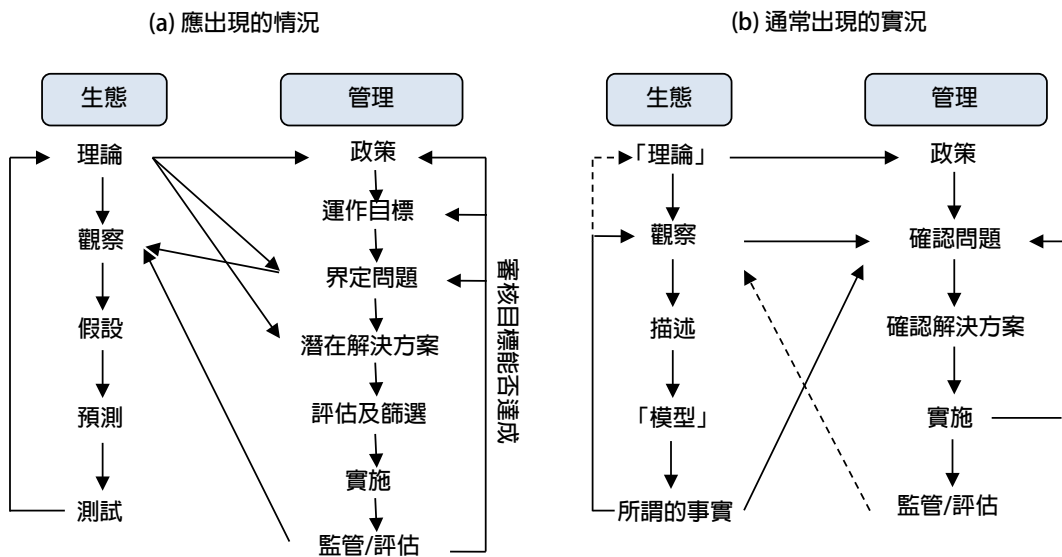 (a) 應出現的情況
生態
管理
理論
觀察
假設
預測
測試
政策
運作目標
界定問題
潛在解決方案
評估及篩選
實施
監管/評估
審核目標能否達成
(b) 通常出現的實況
生態
管理
「理論」
觀察
描述
「模型」
所謂的事實
政策
確認問題
確認解決方案
實施
監管/評估